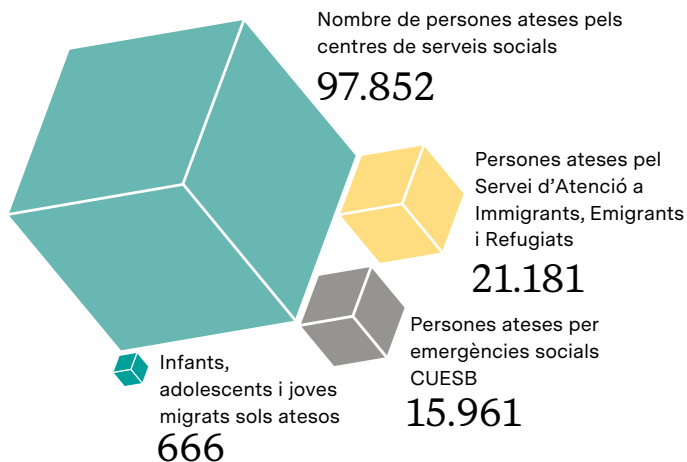 Nombre de persones ateses pels
centres de serveis socials
97.852
Persones ateses pel
Servei d’Atenció a
Immigrants, Emigrants
i Refugiats
21.181
Persones ateses per
emergències socials
CUESB
15.961
Infants,
adolescents i joves
migrats sols atesos
666